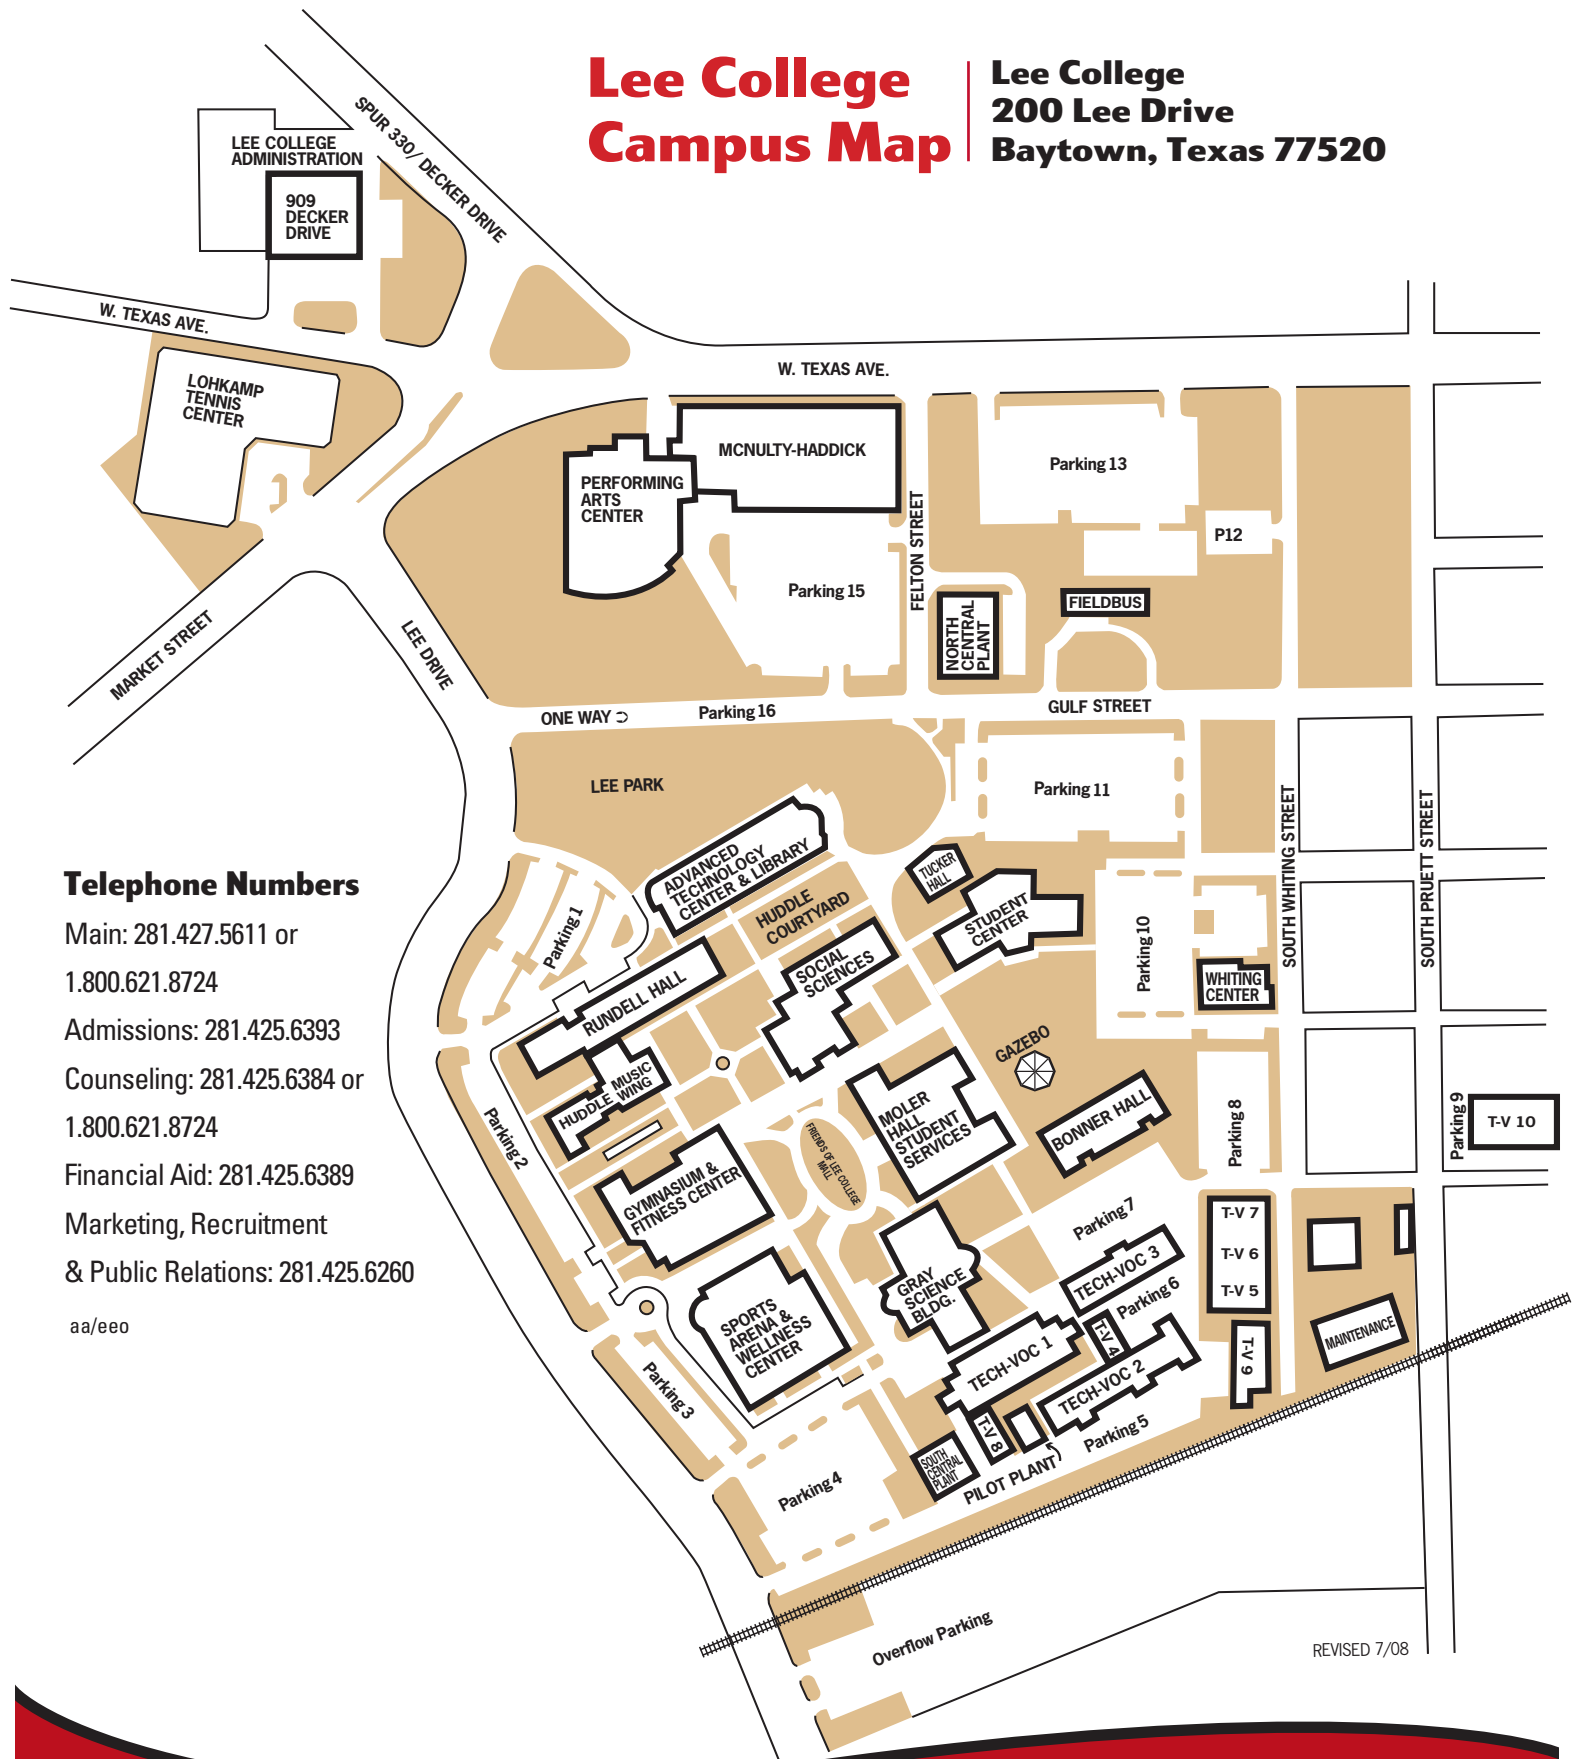 Lee College
Campus Map
Lee College
200 Lee Drive
Baytown, Texas 77520
SPUR 330/ DECKER DRIVE
LEE COLLEGE
ADMINISTRATION
909
DECKER
DRIVE
W. TEXAS AVE.
LOHKAMP
TENNIS
CENTER
W. TEXAS AVE.
MCNULTY-HADDICK
PERFORMING
ARTS
CENTER
Parking 13
P12
FELTON STREET
Parking 15
FIELDBUS
NORTH
CENTRAL
PLANT
MARKET STREET
LEE DRIVE
ONE WAY ➲
Parking 16
GULF STREET
LEE PARK
Parking 11
SOUTH WHITING STREET
SOUTH PRUETT STREET
ADVANCED
TECHNOLOGY
CENTER & LIBRARY
TUCKER
HALL
HUDDLE
COURTYARD
STUDENT
CENTER
Parking 1
Parking 10
SOCIAL
SCIENCES
WHITING
CENTER
RUNDELL HALL
GAZEBO
MUSIC
WING
HUDDLE
Parking 2
MOLER
HALL
STUDENT
SERVICES
BONNER HALL
Parking 8
Parking 9
T-V 10
FRIENDS OF LEE COLLEGE
MALL
GYMNASIUM &
FITNESS CENTER
Parking 7
T-V 7
T-V 6
T-V 5
TECH-VOC 3
GRAY
SCIENCE
BLDG.
Parking 6
SPORTS
ARENA &
WELLNESS
CENTER
T-V 4
TECH-VOC 1
T-V 9
MAINTENANCE
Parking 3
TECH-VOC 2
T-V 8
Parking 5
SOUTH
CENTRAL
PLANT
PILOT PLANT
Parking 4
Overflow Parking
Telephone Numbers
Main: 281.427.5611 or
1.800.621.8724
Admissions: 281.425.6393
Counseling: 281.425.6384 or
1.800.621.8724
Financial Aid: 281.425.6389
Marketing, Recruitment
& Public Relations: 281.425.6260
aa/eeo
REVISED 7/08